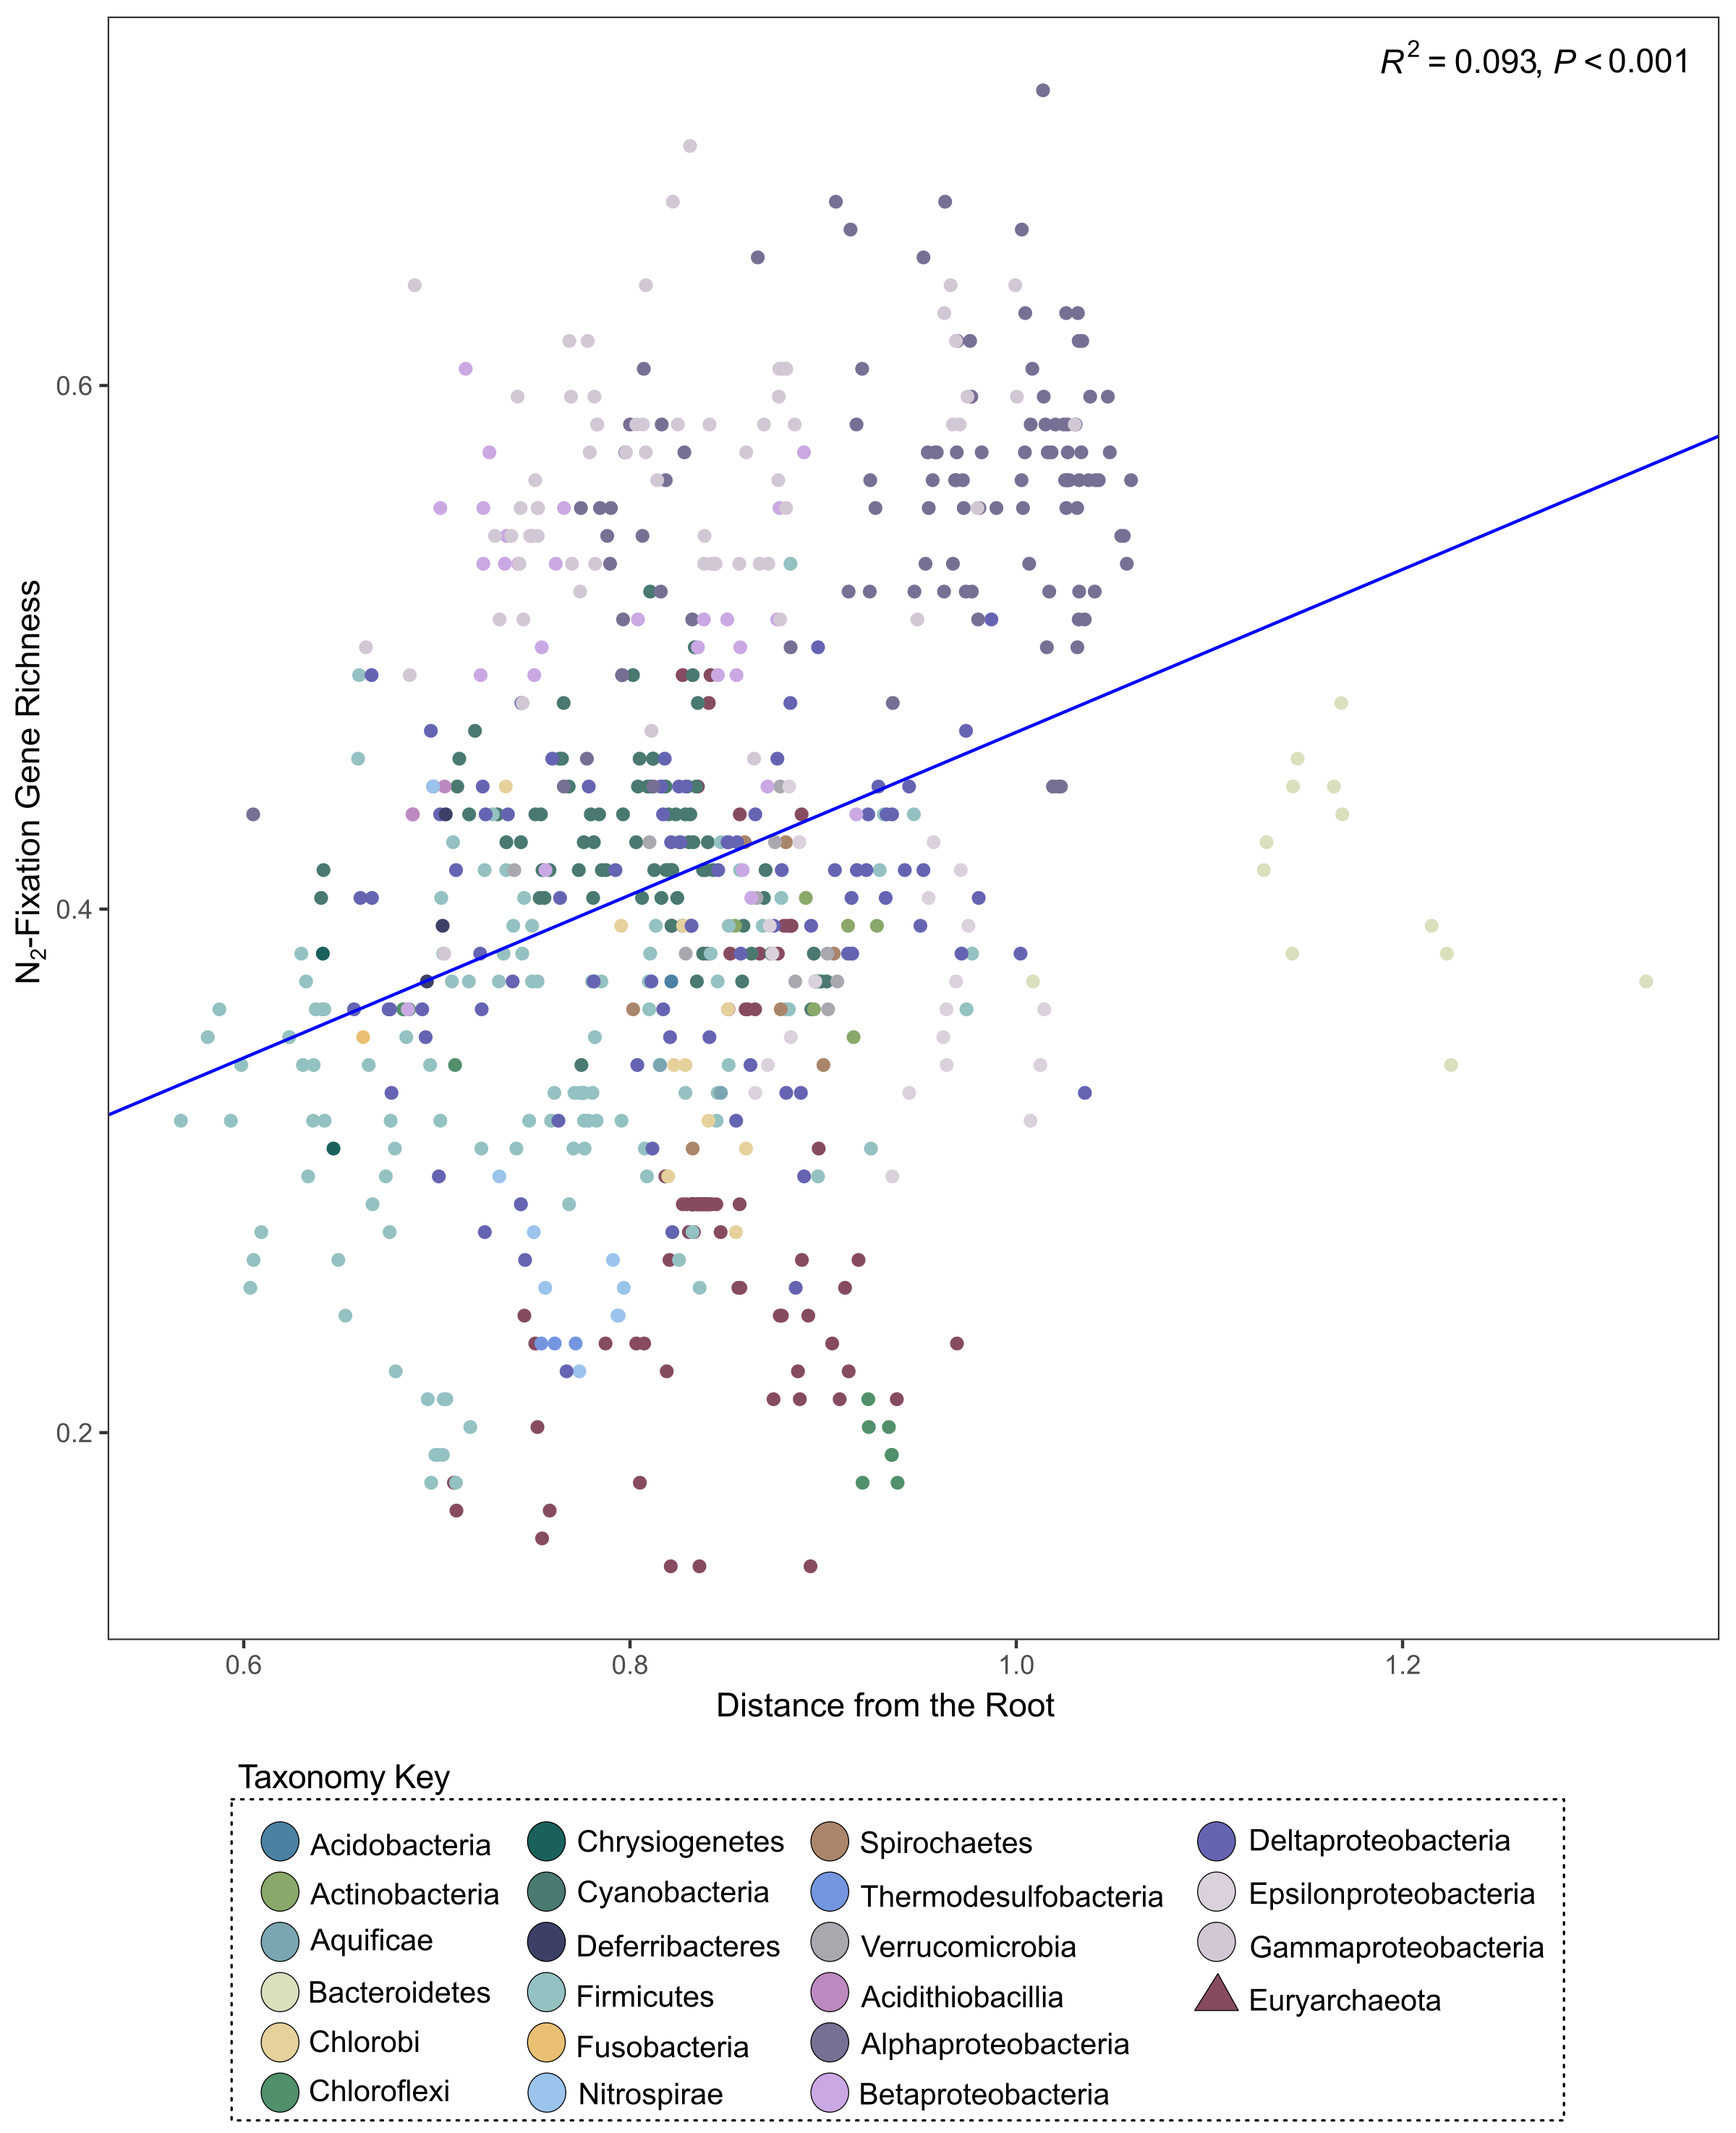 R² = 0.093, P < 0.001
N₂-Fixation Gene Richness
0.6
0.4
0.2
0.6 0.8 1.0 1.2
Distance from the Root
Taxonomy Key
Acidobacteria
Actinobacteria
Aquificae
Bacteroidetes
Chlorobi
Chloroflexi
Chrysiogenetes
Cyanobacteria
Deferribacteres
Firmicutes
Fusobacteria
Nitrospirae
Spirochaetes
Thermodesulfobacteria
Verrucomicrobia
Acidithiobacillia
Alphaproteobacteria
Betaproteobacteria
Deltaproteobacteria
Epsilonproteobacteria
Gammaproteobacteria
Euryarchaeota